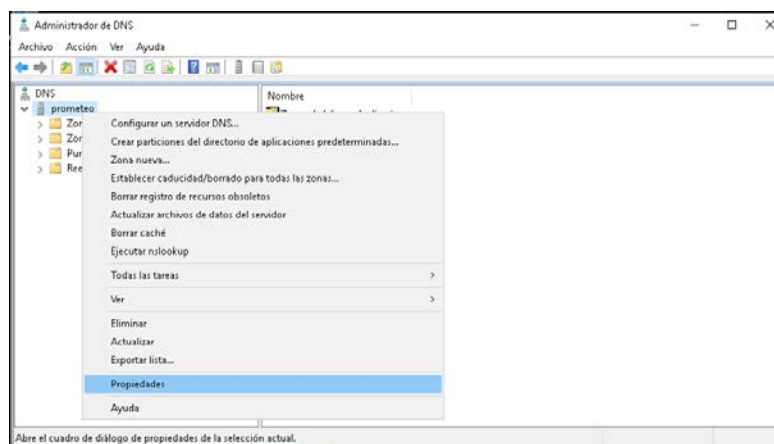 Administrador de DNS
Archivo Acción Ver Ayuda
DNS
Nombre
prometeo
Zor
Zor
Pur
Ree
Configurar un servidor DNS...
Crear particiones del directorio de aplicaciones predeterminadas...
Zona nueva...
Establecer caducidad/borrado para todas las zonas...
Borrar registro de recursos obsoletos
Actualizar archivos de datos del servidor
Borrar caché
Ejecutar nslookup
Todas las tareas
Ver
Eliminar
Actualizar
Exportar lista...
Propiedades
Ayuda
Abre el cuadro de diálogo de propiedades de la selección actual.